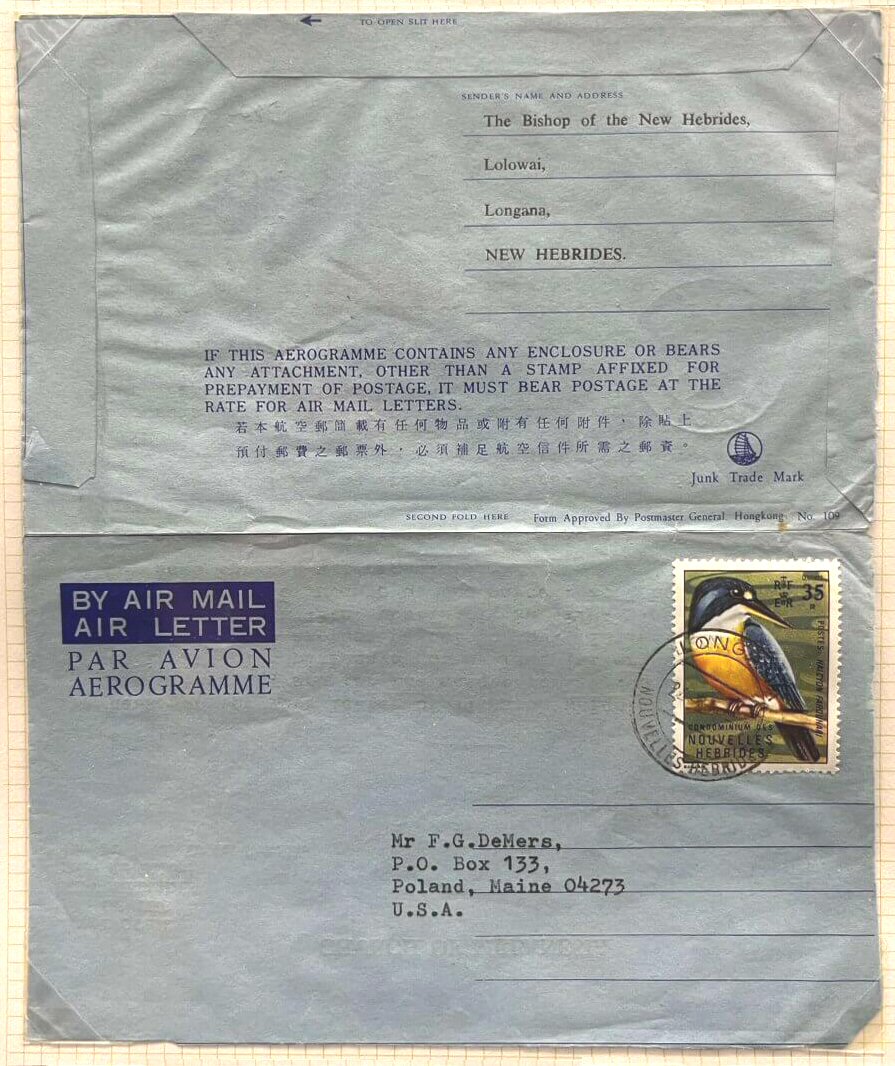 TO OPEN SLIT HERE
SENDER'S NAME AND ADDRESS
The Bishop of the New Hebrides,
Lolowai,
Longana,
NEW HEBRIDES.
IF THIS AEROGRAMME CONTAINS ANY ENCLOSURE OR BEARS
ANY ATTACHMENT, OTHER THAN A STAMP AFFIXED FOR
PREPAYMENT OF POSTAGE, IT MUST BEAR POSTAGE AT THE
RATE FOR AIR MAIL LETTERS.
若本航空郵簡載有任何物品或附有任何附件，除貼上
預付郵費之郵票外，必須補足航空信件所需之郵資。
Junk Trade Mark
SECOND FOLD HERE Form Approved By Postmaster General Hongkong. No. 109
BY AIR MAIL
AIR LETTER
PAR AVION
AEROGRAMME
RF
35
ER
POSTES
HALCYON
CONDOMINIUM DES
NOUVELLES
HEBRIDES
NOUVELLES-HEBRIDES
Mr F.G.DeMers,
P.O. Box 133,
Poland, Maine 04273
U.S.A.